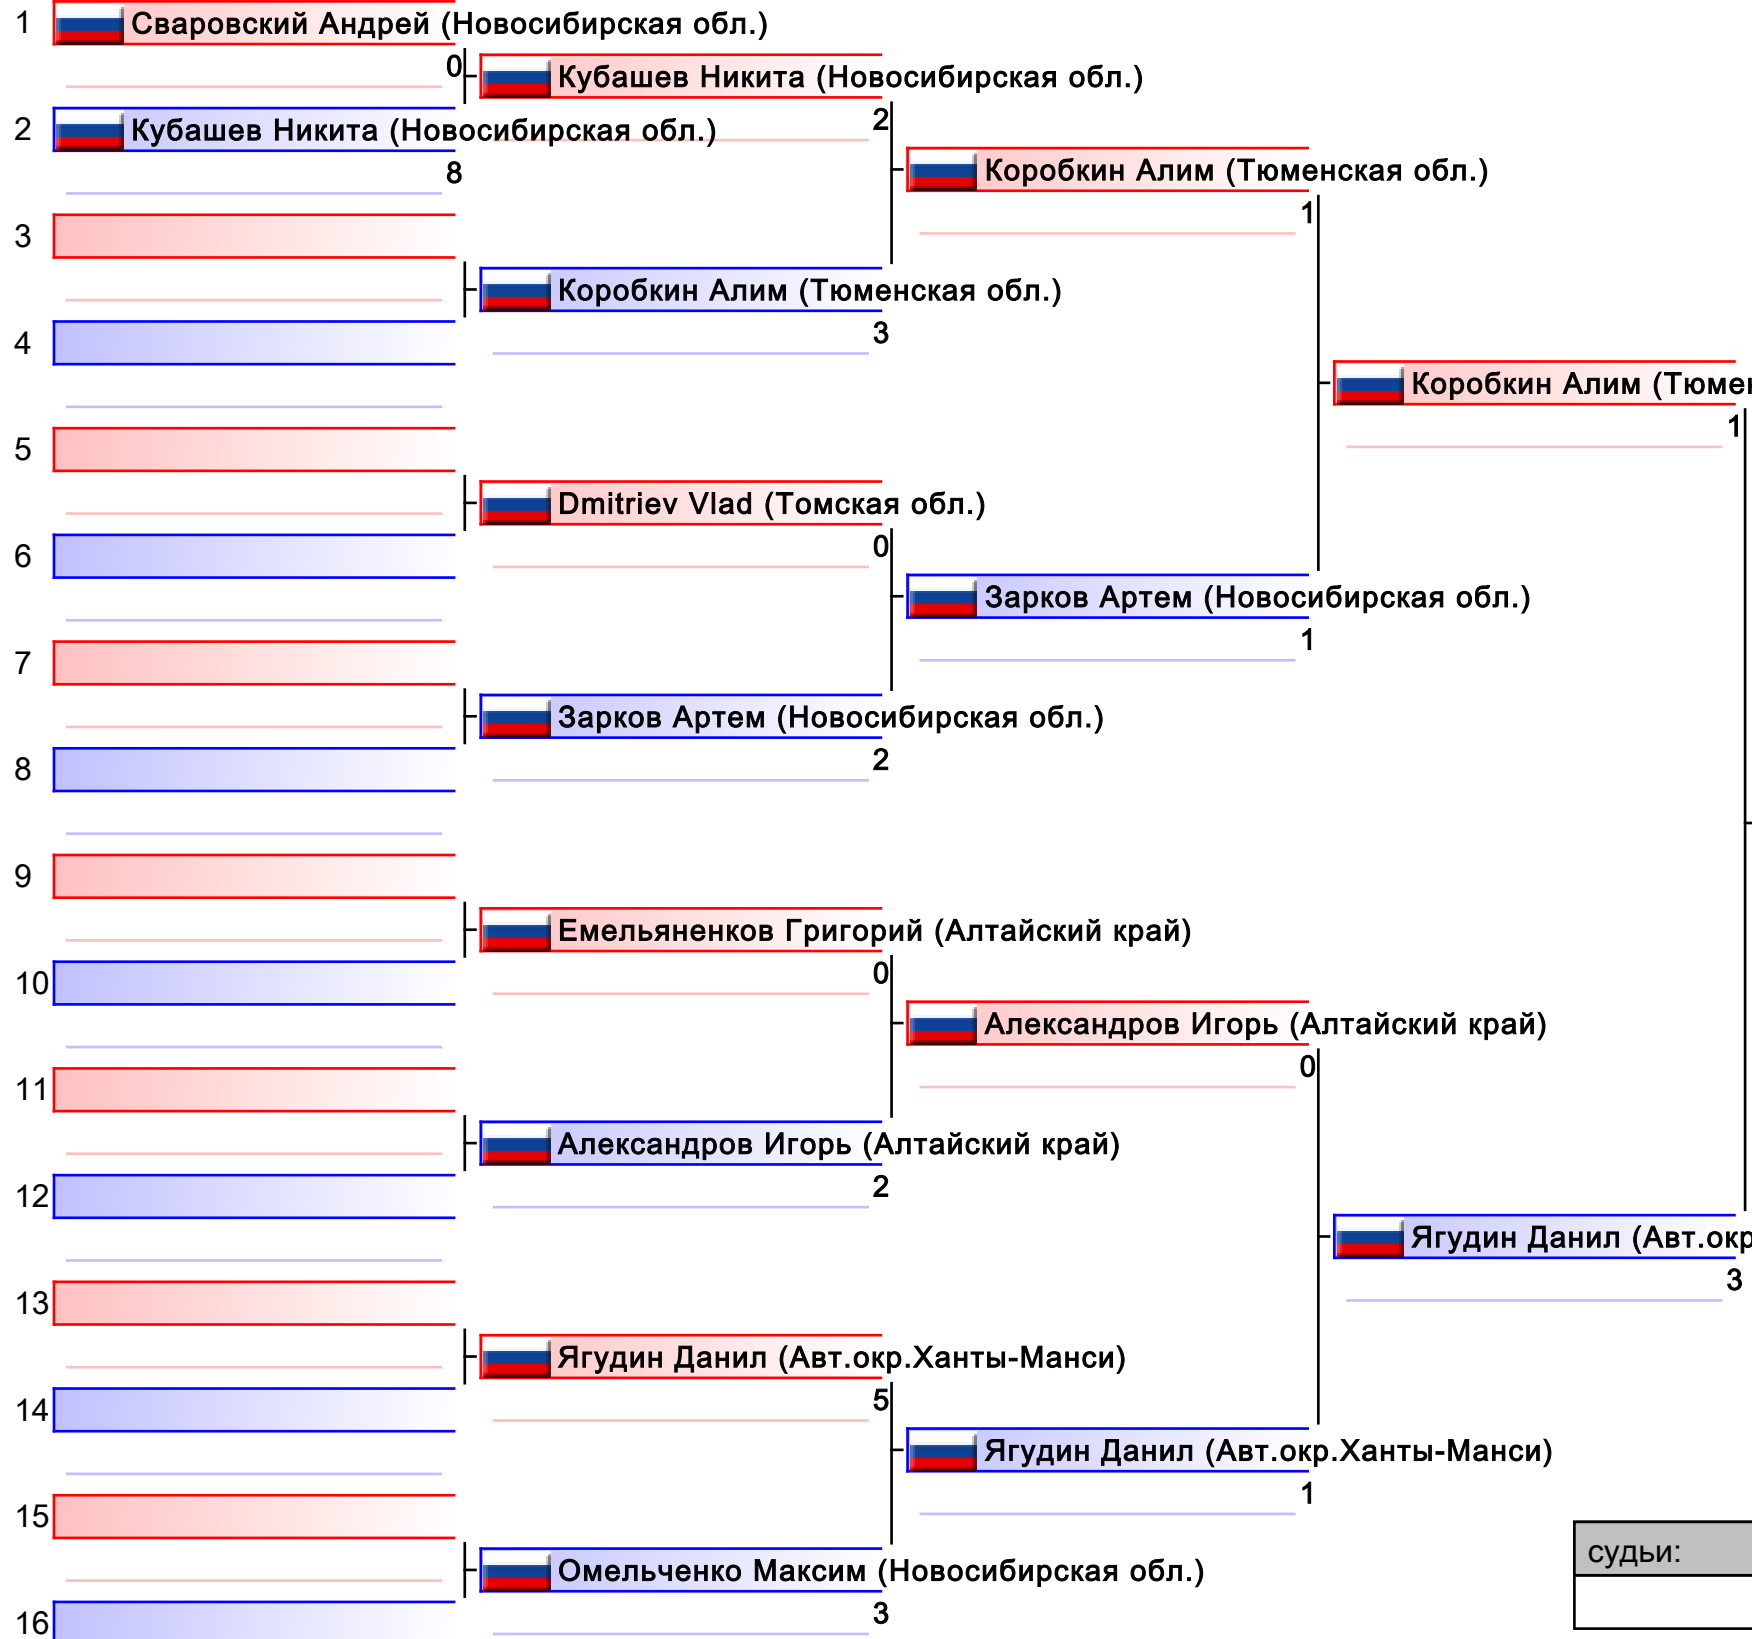 1 Сваровский Андрей (Новосибирская обл.)
0 Кубашев Никита (Новосибирская обл.)
2
2 Кубашев Никита (Новосибирская обл.)
8
Коробкин Алим (Тюменская обл.)
1
3
Коробкин Алим (Тюменская обл.)
3
4
Коробкин Алим (Тюмен
1
5
Dmitriev Vlad (Томская обл.)
0
6
Зарков Артем (Новосибирская обл.)
1
7
Зарков Артем (Новосибирская обл.)
2
8
9
Емельяненков Григорий (Алтайский край)
0
10
Александров Игорь (Алтайский край)
0
11
Александров Игорь (Алтайский край)
2
12
Ягудин Данил (Авт.окр
3
13
Ягудин Данил (Авт.окр.Ханты-Манси)
5
14
Ягудин Данил (Авт.окр.Ханты-Манси)
1
15
судьи:
Омельченко Максим (Новосибирская обл.)
3
16